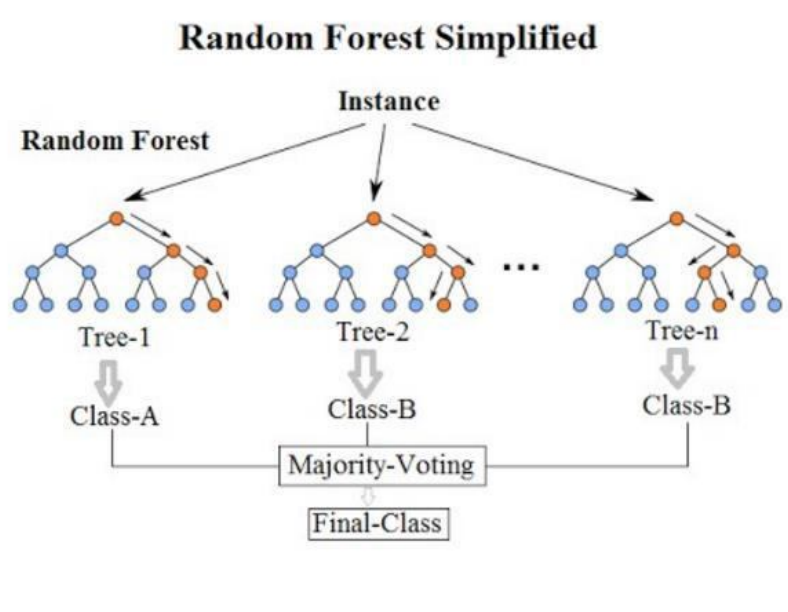 Random Forest Simplified
Instance
Random Forest
...
Tree-1
Tree-2
Tree-n
Class-A
Class-B
Class-B
Majority-Voting
Final-Class